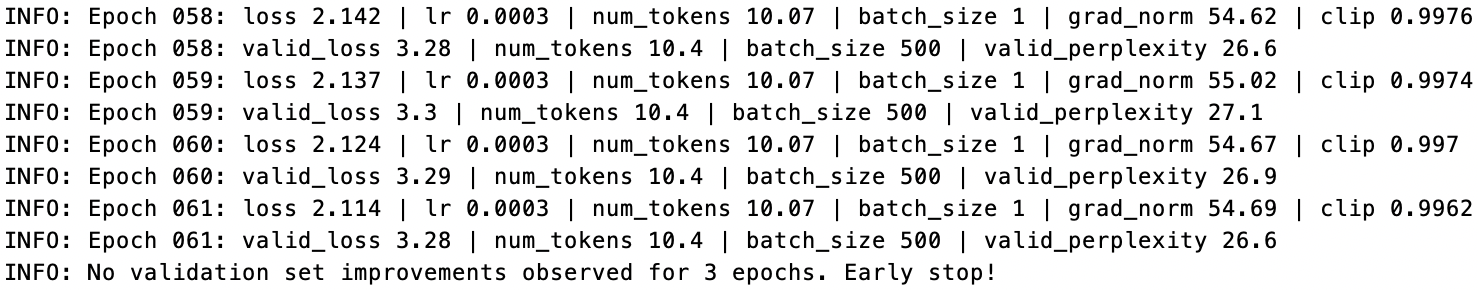 INFO: Epoch 058: loss 2.142 | lr 0.0003 | num_tokens 10.07 | batch_size 1 | grad_norm 54.62 | clip 0.9976
INFO: Epoch 058: valid_loss 3.28 | num_tokens 10.4 | batch_size 500 | valid_perplexity 26.6
INFO: Epoch 059: loss 2.137 | lr 0.0003 | num_tokens 10.07 | batch_size 1 | grad_norm 55.02 | clip 0.9974
INFO: Epoch 059: valid_loss 3.3 | num_tokens 10.4 | batch_size 500 | valid_perplexity 27.1
INFO: Epoch 060: loss 2.124 | lr 0.0003 | num_tokens 10.07 | batch_size 1 | grad_norm 54.67 | clip 0.997
INFO: Epoch 060: valid_loss 3.29 | num_tokens 10.4 | batch_size 500 | valid_perplexity 26.9
INFO: Epoch 061: loss 2.114 | lr 0.0003 | num_tokens 10.07 | batch_size 1 | grad_norm 54.69 | clip 0.9962
INFO: Epoch 061: valid_loss 3.28 | num_tokens 10.4 | batch_size 500 | valid_perplexity 26.6
INFO: No validation set improvements observed for 3 epochs. Early stop!